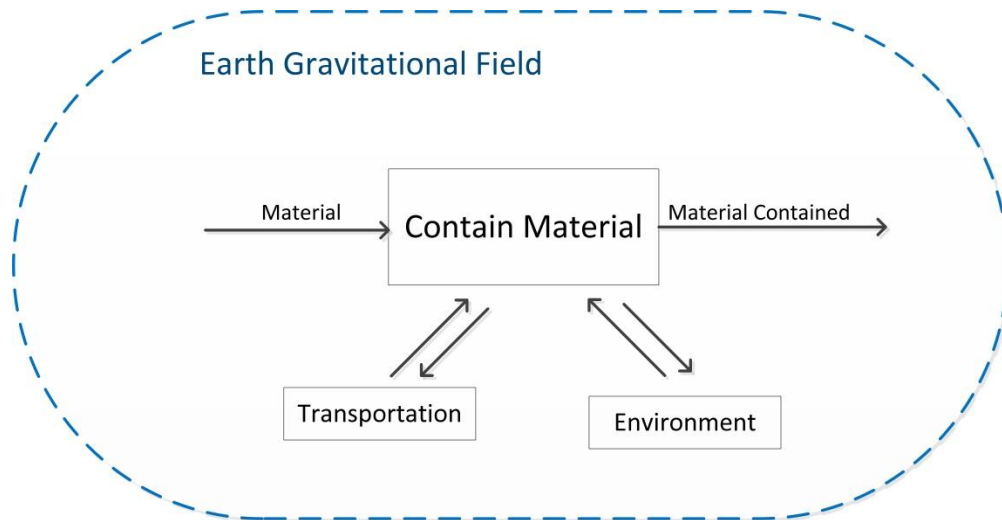 Earth Gravitational Field
Material
Contain Material
Material Contained
Transportation
Environment